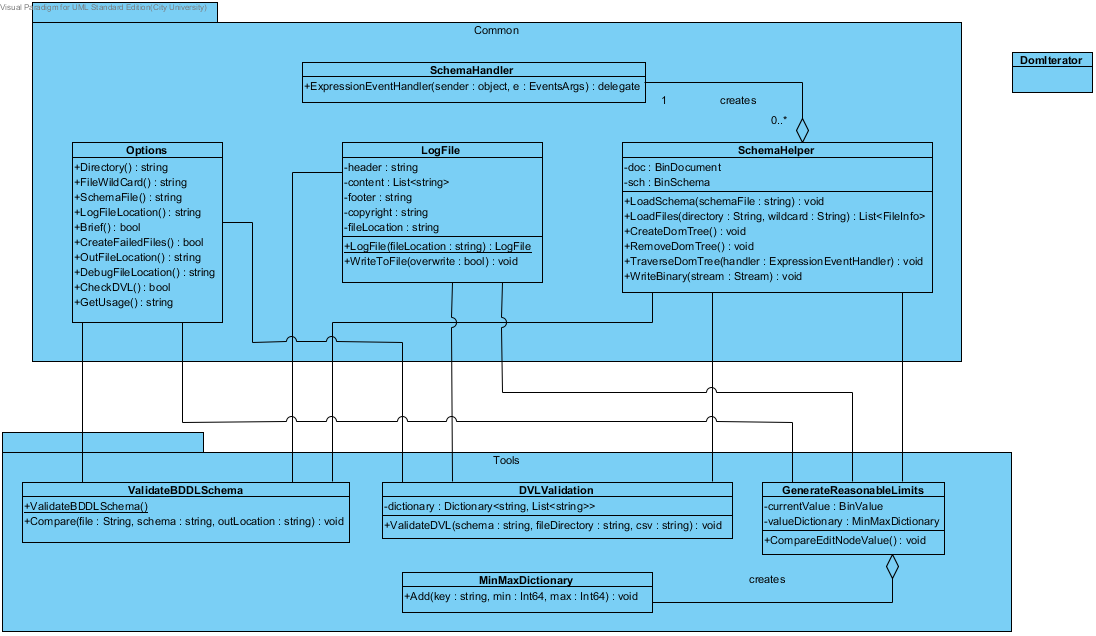 Visual Paradigm for UML Standard Edition(City University)
Common
DomIterator
SchemaHandler
+ExpressionEventHandler(sender : object, e : EventsArgs) : delegate
1
creates
0..*
Options
+Directory() : string
+FileWildCard() : string
+SchemaFile() : string
+LogFileLocation() : string
+Brief() : bool
+CreateFailedFiles() : bool
+OutFileLocation() : string
+DebugFileLocation() : string
+CheckDVL() : bool
+GetUsage() : string
LogFile
-header : string
-content : List<string>
-footer : string
-copyright : string
-fileLocation : string
+LogFile(fileLocation : string) : LogFile
+WriteToFile(overwrite : bool) : void
SchemaHelper
-doc : BinDocument
-sch : BinSchema
+LoadSchema(schemaFile : string) : void
+LoadFiles(directory : String, wildcard : String) : List<FileInfo>
+CreateDomTree() : void
+RemoveDomTree() : void
+TraverseDomTree(handler : ExpressionEventHandler) : void
+WriteBinary(stream : Stream) : void
Tools
ValidateBDDLSchema
+ValidateBDDLSchema()
+Compare(file : String, schema : string, outLocation : string) : void
DVLValidation
-dictionary : Dictionary<string, List<string>>
+ValidateDVL(schema : string, fileDirectory : string, csv : string) : void
GenerateReasonableLimits
-currentValue : BinValue
-valueDictionary : MinMaxDictionary
+CompareEditNodeValue() : void
MinMaxDictionary
+Add(key : string, min : Int64, max : Int64) : void
creates